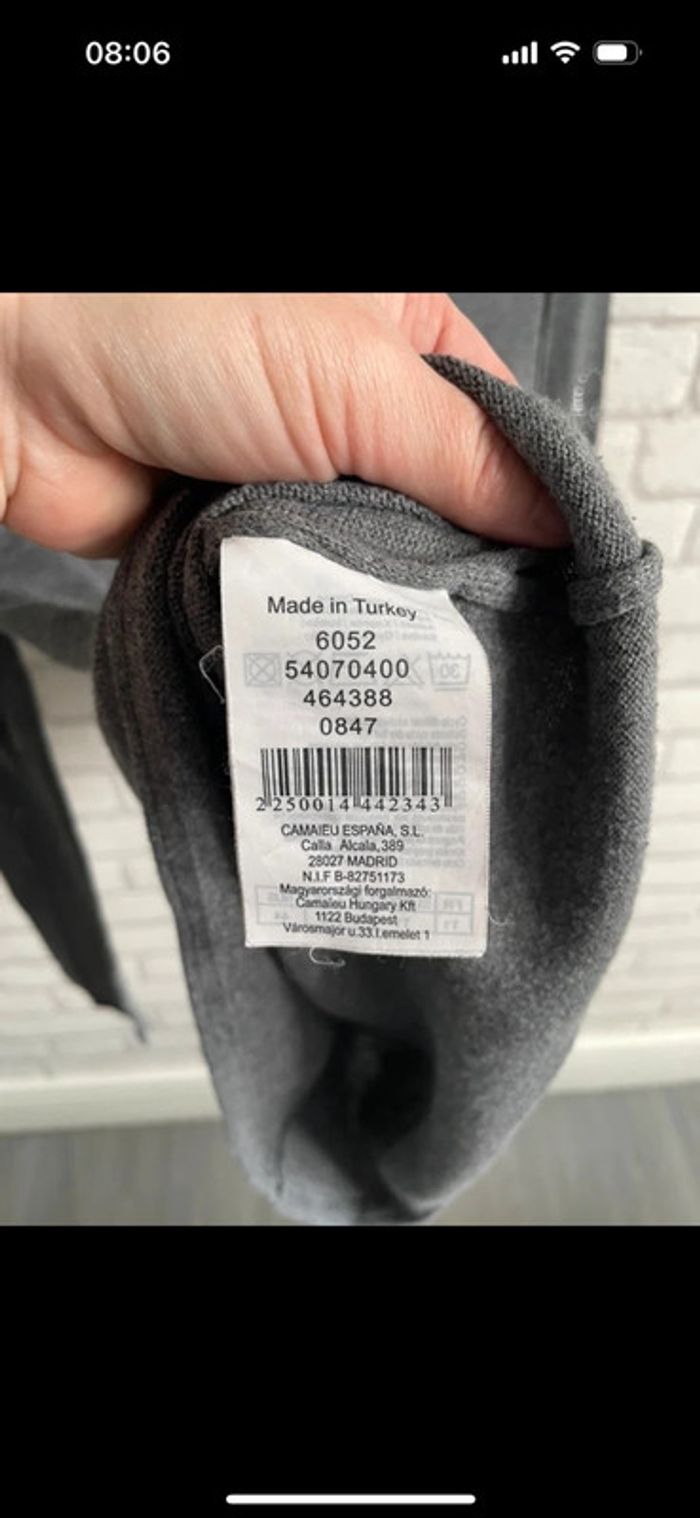 08:06
Made in Turkey
6052
54070400
464388
0847
2 250014 442343
CAMAIEU ESPAÑA, S.L.
Calla Alcala,389
28027 MADRID
N.I.F B-82751173
Magyarországi forgalmazó:
Camaïeu Hungary Kft
1122 Budapest
Városmajor u.33.I.emelet 1